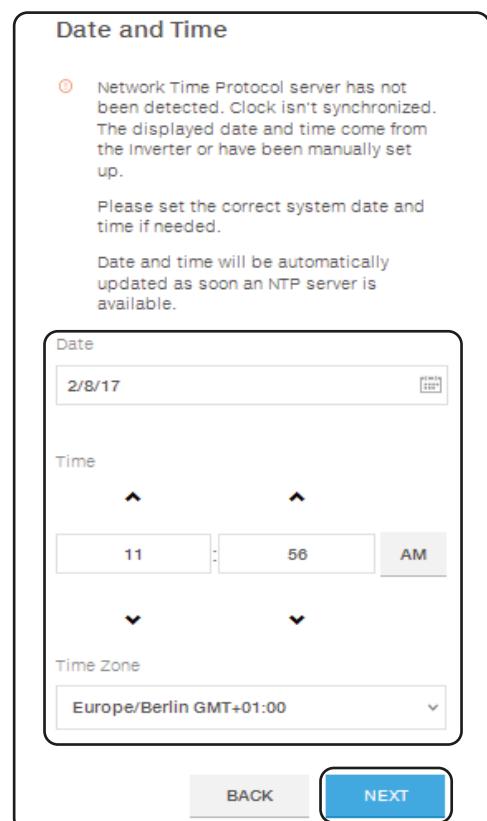 Date and Time
Network Time Protocol server has not
been detected. Clock isn't synchronized.
The displayed date and time come from
the Inverter or have been manually set
up.
Please set the correct system date and
time if needed.
Date and time will be automatically
updated as soon an NTP server is
available.
Date
2/8/17
Time
11 : 56 AM
Time Zone
Europe/Berlin GMT+01:00
BACK NEXT